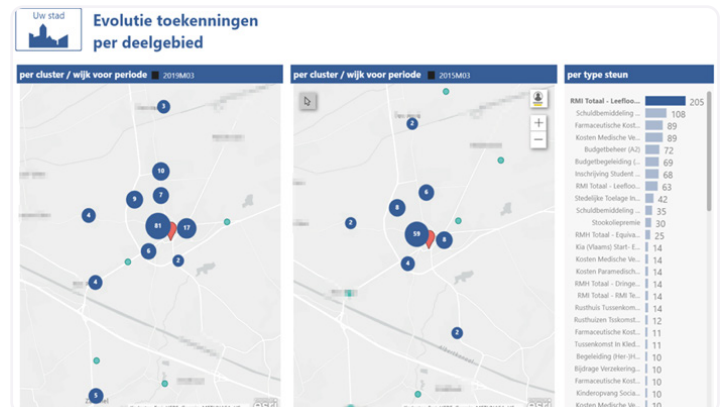 Uw stad
Evolutie toekenningen
per deelgebied
per cluster / wijk voor periode 2019M03
3
10
9
7
4
81
17
6
2
4
5
per cluster / wijk voor periode 2015M03
2
6
8
2
59
8
4
2
+
−
per type steun
RMI Totaal - Leefloo... 205
Schuldbemiddeling ... 108
Farmaceutische Kost... 89
Kosten Medische Ve... 89
Budgetbeheer (A2) 72
Budgetbegeleiding (... 69
Inschrijving Student ... 68
RMI Totaal - Leefloo... 63
Stedelijke Toelage In... 42
Schuldbemiddeling ... 35
Stookoliepremie 30
RMH Totaal - Equiva... 25
Kia (Vlaams) Start- E... 14
Kosten Medische Ve... 14
Kosten Paramedisch... 14
RMH Totaal - Dringe... 14
RMI Totaal - RMI Te... 14
Rusthuis Tussenkom... 14
Rusthuizen Tsskomst... 12
Farmaceutische Kost... 11
Tussenkomst In Kled... 11
Begeleiding (Her-)H... 10
Bijdrage Verzekering... 10
Farmaceutische Kost... 10
Kinderopvang Socia... 10
Kosten Medische Ve... 10